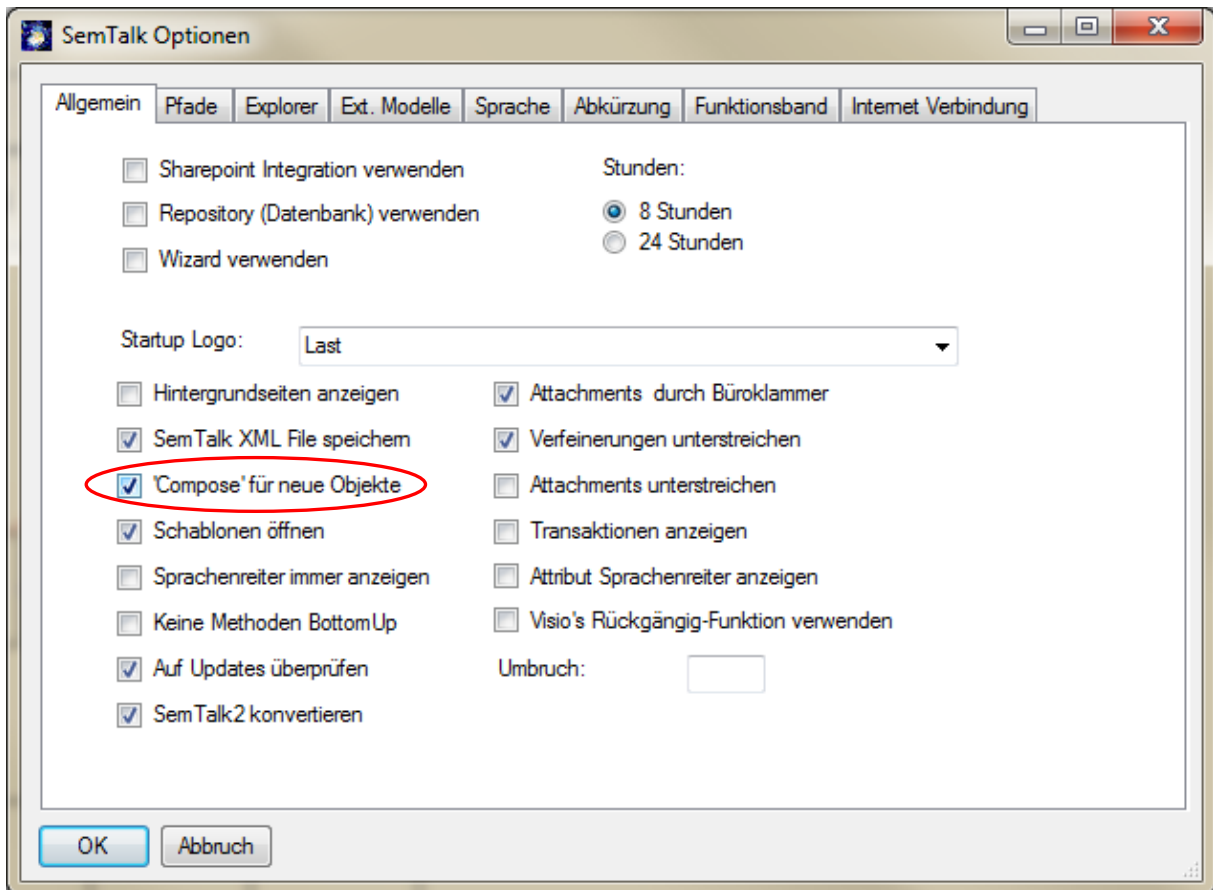 SemTalk Optionen
Allgemein Pfade Explorer Ext. Modelle Sprache Abkürzung Funktionsband Internet Verbindung
Sharepoint Integration verwenden
Repository (Datenbank) verwenden
Wizard verwenden
Stunden:
8 Stunden
24 Stunden
Startup Logo: Last
Hintergrundseiten anzeigen
SemTalk XML File speichern
'Compose' für neue Objekte
Schablonen öffnen
Sprachenreiter immer anzeigen
Keine Methoden BottomUp
Auf Updates überprüfen
SemTalk2 konvertieren
Attachments durch Büroklammer
Verfeinerungen unterstreichen
Attachments unterstreichen
Transaktionen anzeigen
Attribut Sprachenreiter anzeigen
Visio's Rückgängig-Funktion verwenden
Umbruch:
OK Abbruch